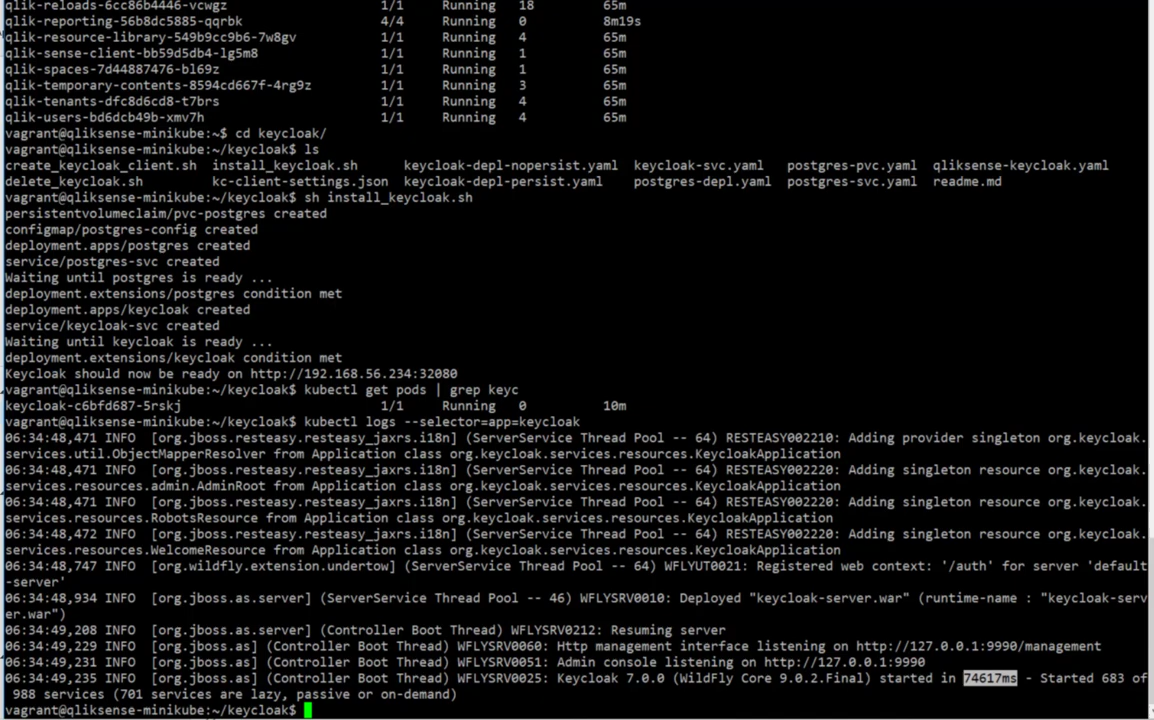 qlik-reloads-6cc86b4446-vcwgz 1/1 Running 18 65m
qlik-reporting-56b8dc5885-qqrbk 4/4 Running 0 8m19s
qlik-resource-library-549b9cc9b6-7w8gv 1/1 Running 4 65m
qlik-sense-client-bb59d5db4-lg5m8 1/1 Running 1 65m
qlik-spaces-7d44887476-bl69z 1/1 Running 1 65m
qlik-temporary-contents-8594cd667f-4rg9z 1/1 Running 3 65m
qlik-tenants-dfc8d6cd8-t7brs 1/1 Running 4 65m
qlik-users-bd6dcb49b-xmv7h 1/1 Running 4 65m
vagrant@qliksense-minikube:~$ cd keycloak/
vagrant@qliksense-minikube:~/keycloak$ ls
create_keycloak_client.sh install_keycloak.sh keycloak-depl-nopersist.yaml keycloak-svc.yaml postgres-pvc.yaml qliksense-keycloak.yaml
delete_keycloak.sh kc-client-settings.json keycloak-depl-persist.yaml postgres-depl.yaml postgres-svc.yaml readme.md
vagrant@qliksense-minikube:~/keycloak$ sh install_keycloak.sh
persistentvolumeclaim/pvc-postgres created
configmap/postgres-config created
deployment.apps/postgres created
service/postgres-svc created
Waiting until postgres is ready ...
deployment.extensions/postgres condition met
deployment.apps/keycloak created
service/keycloak-svc created
Waiting until keycloak is ready ...
deployment.extensions/keycloak condition met
Keycloak should now be ready on http://192.168.56.234:32080
vagrant@qliksense-minikube:~/keycloak$ kubectl get pods | grep keyc
keycloak-c6bfd687-5rskj 1/1 Running 0 10m
vagrant@qliksense-minikube:~/keycloak$ kubectl logs --selector=app=keycloak
06:34:48,471 INFO [org.jboss.resteasy.resteasy_jaxrs.i18n] (ServerService Thread Pool -- 64) RESTEASY002210: Adding provider singleton org.keycloak.
services.util.ObjectMapperResolver from Application class org.keycloak.services.resources.KeycloakApplication
06:34:48,471 INFO [org.jboss.resteasy.resteasy_jaxrs.i18n] (ServerService Thread Pool -- 64) RESTEASY002220: Adding singleton resource org.keycloak.
services.resources.admin.AdminRoot from Application class org.keycloak.services.resources.KeycloakApplication
06:34:48,471 INFO [org.jboss.resteasy.resteasy_jaxrs.i18n] (ServerService Thread Pool -- 64) RESTEASY002220: Adding singleton resource org.keycloak.
services.resources.RobotsResource from Application class org.keycloak.services.resources.KeycloakApplication
06:34:48,472 INFO [org.jboss.resteasy.resteasy_jaxrs.i18n] (ServerService Thread Pool -- 64) RESTEASY002220: Adding singleton resource org.keycloak.
services.resources.WelcomeResource from Application class org.keycloak.services.resources.KeycloakApplication
06:34:48,747 INFO [org.wildfly.extension.undertow] (ServerService Thread Pool -- 64) WFLYUT0021: Registered web context: '/auth' for server 'default
-server'
06:34:48,934 INFO [org.jboss.as.server] (ServerService Thread Pool -- 46) WFLYSRV0010: Deployed "keycloak-server.war" (runtime-name : "keycloak-serv
er.war")
06:34:49,208 INFO [org.jboss.as.server] (Controller Boot Thread) WFLYSRV0212: Resuming server
06:34:49,229 INFO [org.jboss.as] (Controller Boot Thread) WFLYSRV0060: Http management interface listening on http://127.0.0.1:9990/management
06:34:49,231 INFO [org.jboss.as] (Controller Boot Thread) WFLYSRV0051: Admin console listening on http://127.0.0.1:9990
06:34:49,235 INFO [org.jboss.as] (Controller Boot Thread) WFLYSRV0025: Keycloak 7.0.0 (WildFly Core 9.0.2.Final) started in 74617ms - Started 683 of
988 services (701 services are lazy, passive or on-demand)
vagrant@qliksense-minikube:~/keycloak$